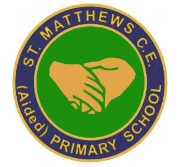 ST. MATTHEWS C.E.
(Aided) PRIMARY SCHOOL